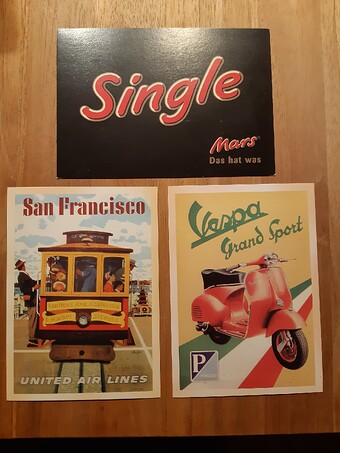 Single
Mars
Das hat was
San Francisco
UNITED AIR LINES
Vespa
Grand Sport
P